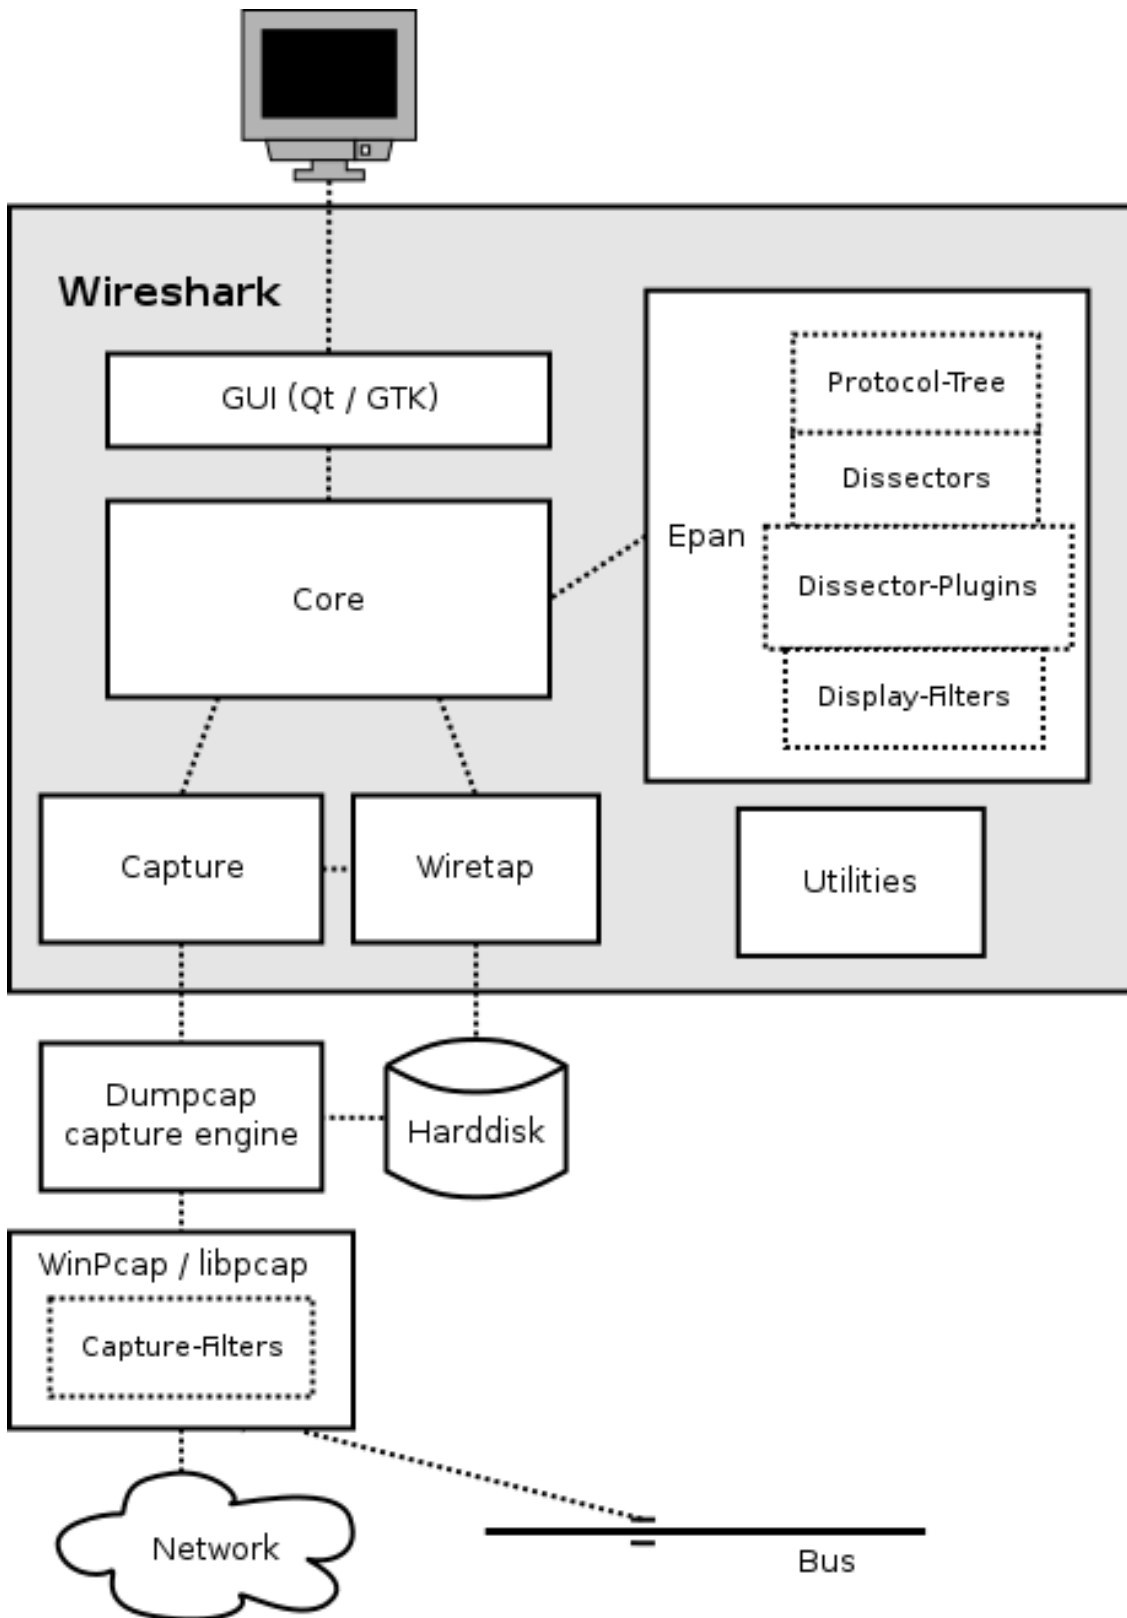 Wireshark
GUI (Qt / GTK)
Protocol-Tree
Dissectors
Epan
Dissector-Plugins
Core
Display-Filters
Capture
Wiretap
Utilities
Dumpcap
capture engine
Harddisk
WinPcap / libpcap
Capture-Filters
Network
Bus